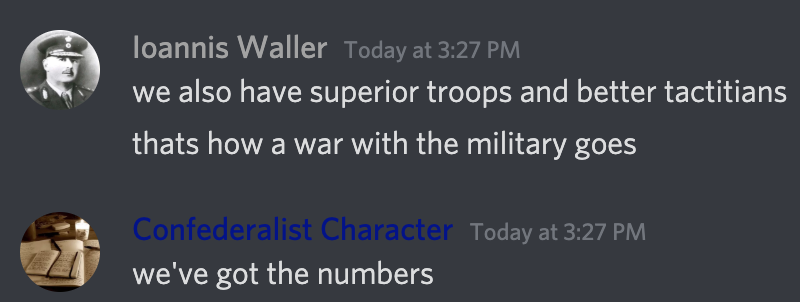 Ioannis Waller Today at 3:27 PM
we also have superior troops and better tactitians
thats how a war with the military goes
Confederalist Character Today at 3:27 PM
we've got the numbers